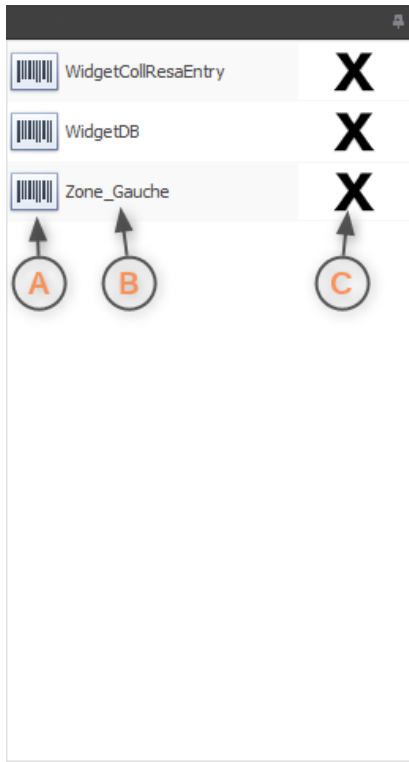 WidgetCollResaEntry X
WidgetDB X
Zone_Gauche X
A B C